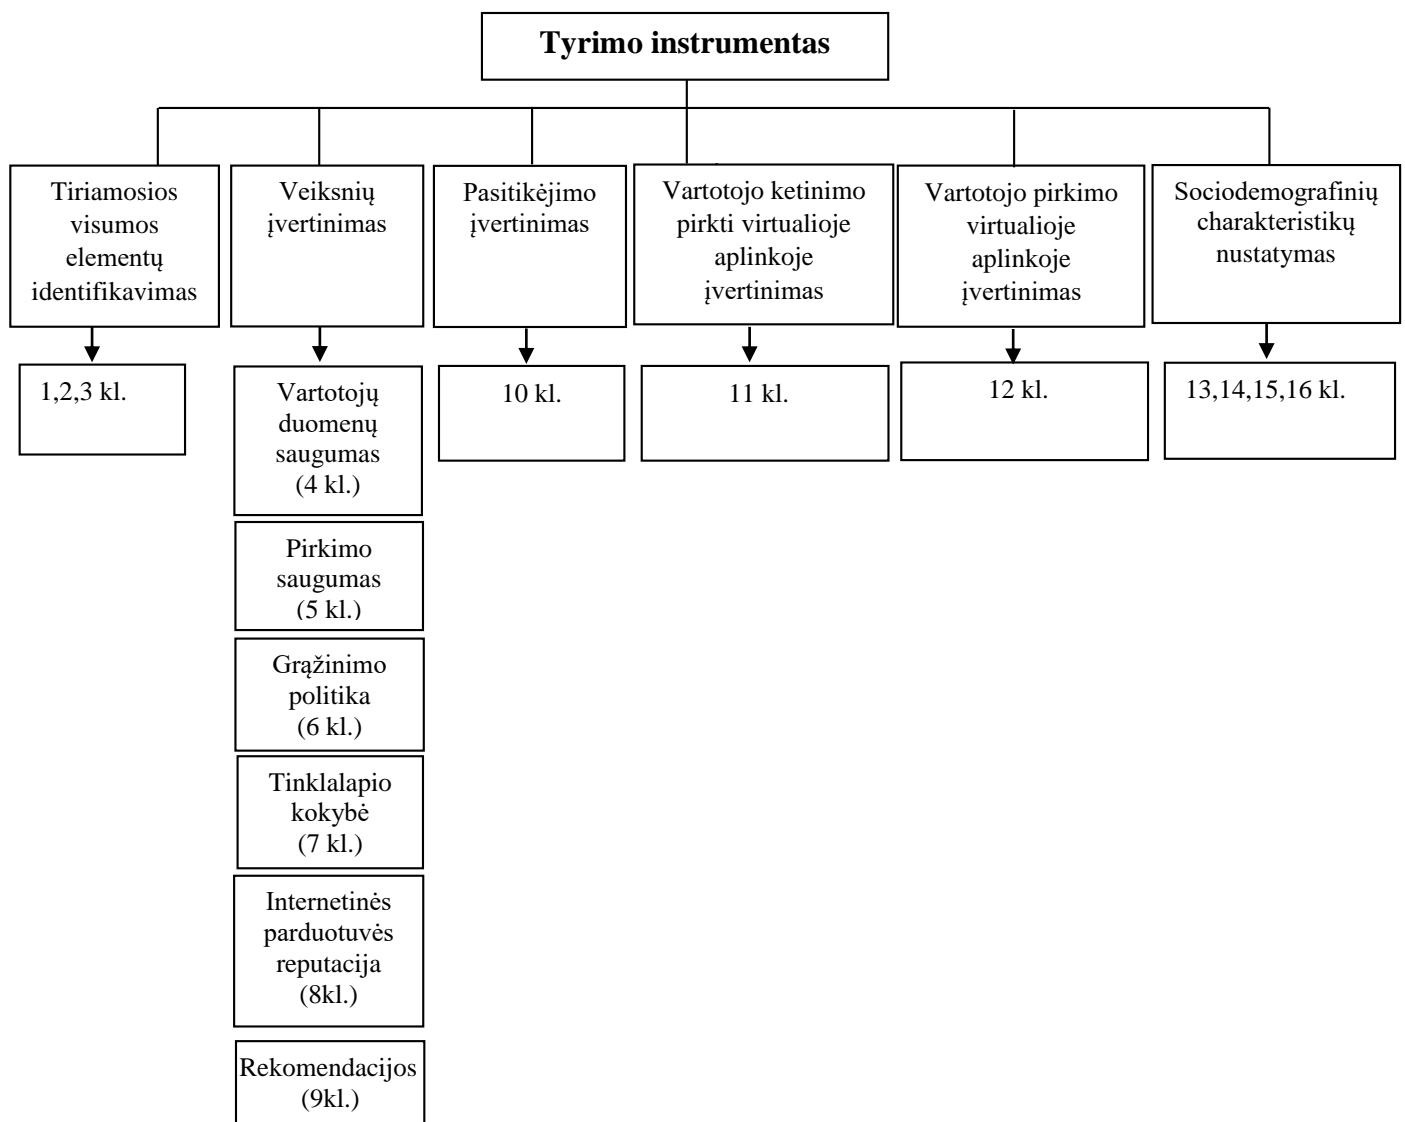 Tyrimo instrumentas
Tiriamosios
visumos
elementų
identifikavimas
Veiksnių
įvertinimas
Pasitikėjimo
įvertinimas
Vartotojo ketinimo
pirkti virtualioje
aplinkoje
įvertinimas
Vartotojo pirkimo
virtualioje
aplinkoje
įvertinimas
Sociodemografinių
charakteristikų
nustatymas
1,2,3 kl.
Vartotojų
duomenų
saugumas
(4 kl.)
10 kl.
11 kl.
12 kl.
13,14,15,16 kl.
Pirkimo
saugumas
(5 kl.)
Grąžinimo
politika
(6 kl.)
Tinklalapio
kokybė
(7 kl.)
Internetinės
parduotuvės
reputacija
(8kl.)
Rekomendacijos
(9kl.)